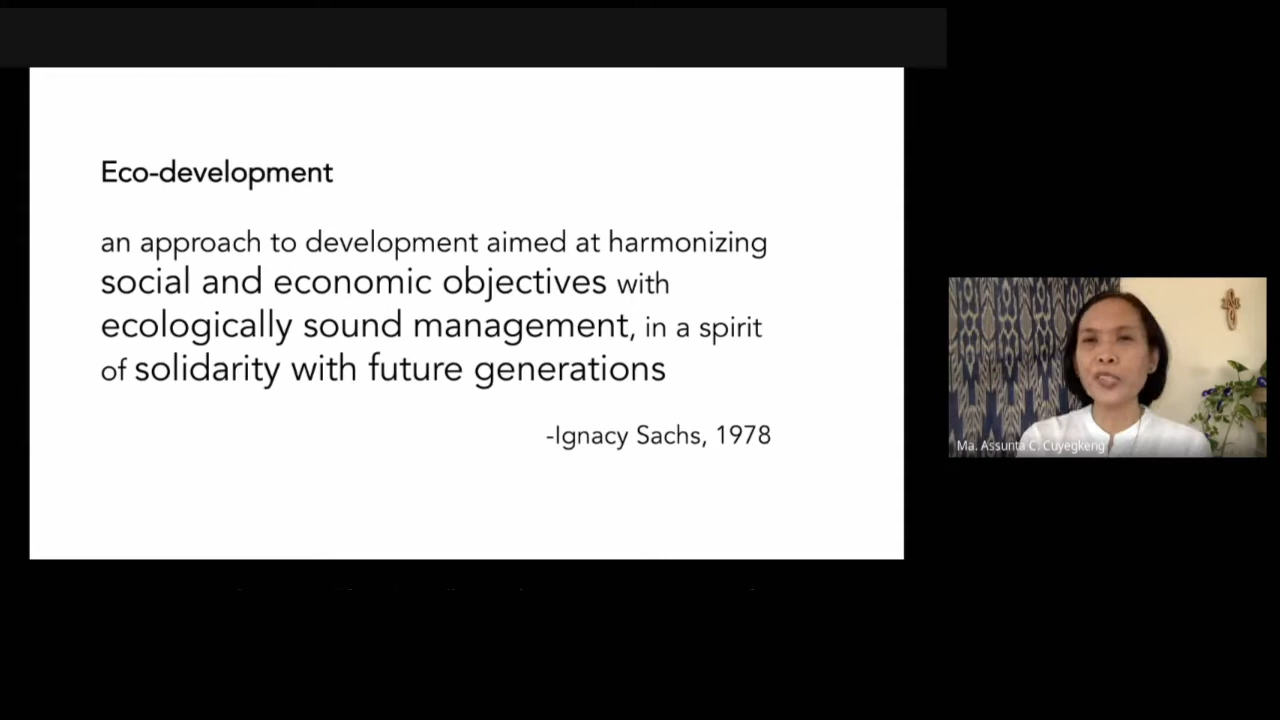 Eco-development
an approach to development aimed at harmonizing
social and economic objectives with
ecologically sound management, in a spirit
of solidarity with future generations
-Ignacy Sachs, 1978
Ma. Assunta C. Cuyegkeng